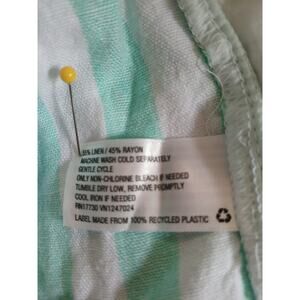 55% LINEN / 45% RAYON
MACHINE WASH COLD SEPARATELY
GENTLE CYCLE
ONLY NON-CHLORINE BLEACH IF NEEDED
TUMBLE DRY LOW, REMOVE PROMPTLY
COOL IRON IF NEEDED
RN17730 VN1247024
LABEL MADE FROM 100% RECYCLED PLASTIC